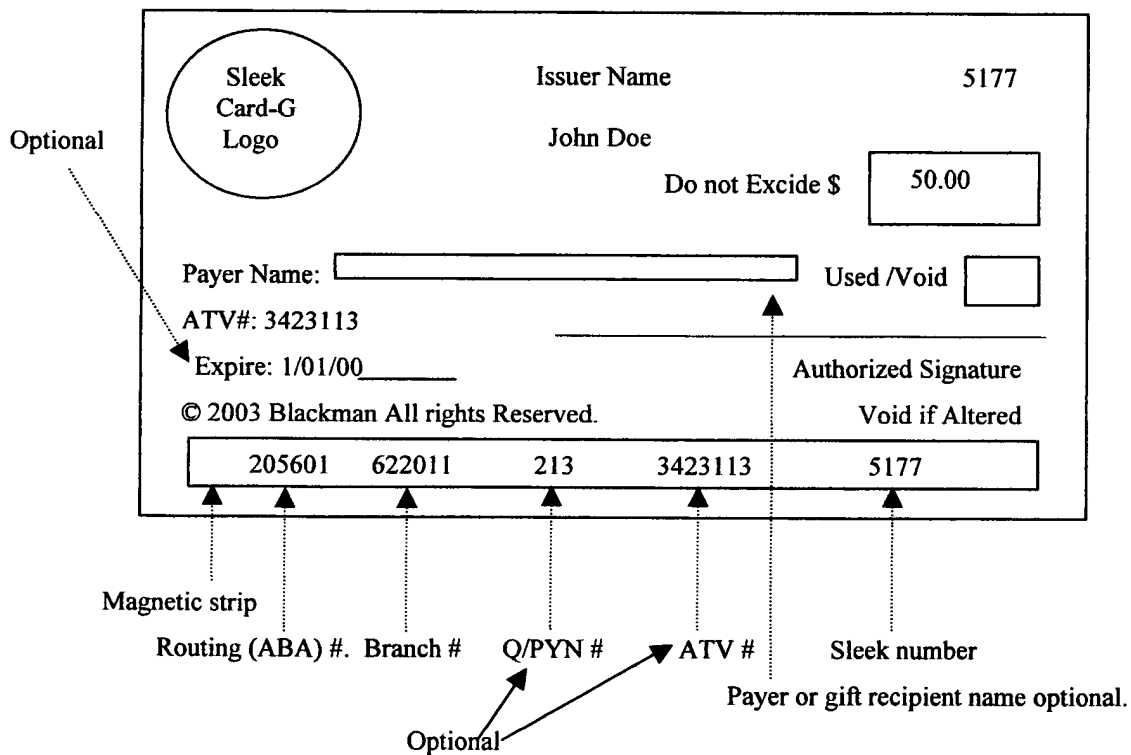 Sleek
Card-G
Logo
Issuer Name
5177
Optional
John Doe
Do not Excide $
50.00
Payer Name:
Used /Void
ATV#: 3423113
Expire: 1/01/00
Authorized Signature
© 2003 Blackman All rights Reserved.
Void if Altered
205601 622011 213 3423113 5177
Magnetic strip
Routing (ABA) #. Branch # Q/PYN # ATV # Sleek number
Payer or gift recipient name optional.
Optional